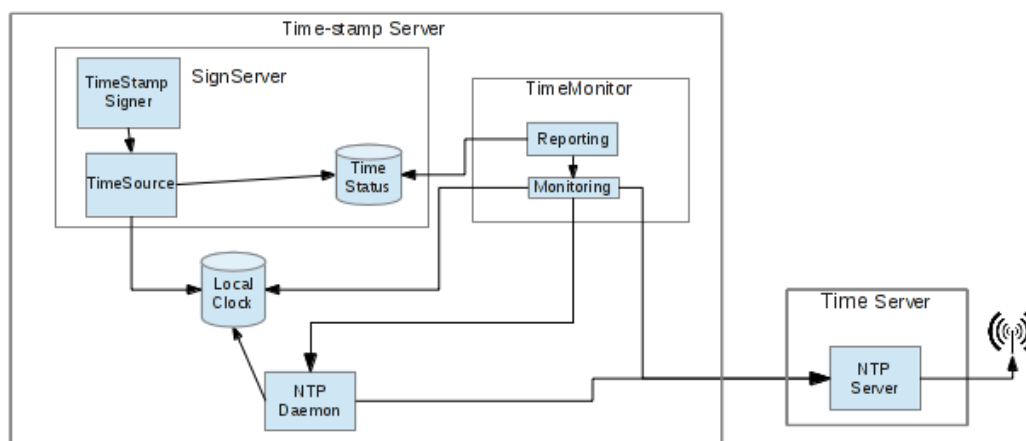 Time-stamp Server
SignServer
TimeStamp
Signer
TimeSource
Time
Status
TimeMonitor
Reporting
Monitoring
Local
Clock
NTP
Daemon
Time Server
NTP
Server